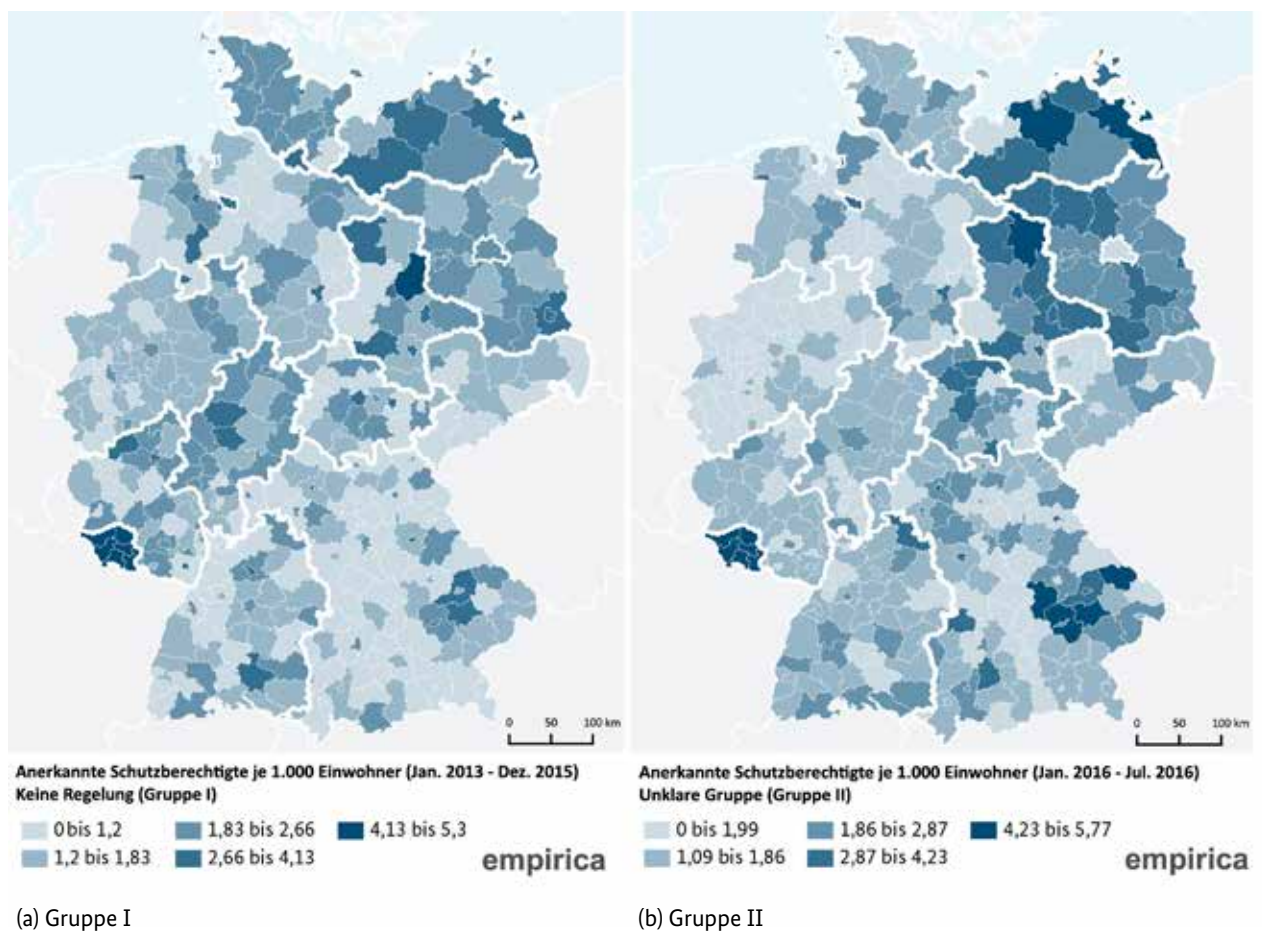 0 50 100 km
Anerkannte Schutzberechtigte je 1.000 Einwohner (Jan. 2013 - Dez. 2015)
Keine Regelung (Gruppe I)
0 bis 1,2
1,83 bis 2,66
4,13 bis 5,3
1,2 bis 1,83
2,66 bis 4,13
empirica
(a) Gruppe I
0 50 100 km
Anerkannte Schutzberechtigte je 1.000 Einwohner (Jan. 2016 - Jul. 2016)
Unklare Gruppe (Gruppe II)
0 bis 1,99
1,86 bis 2,87
4,23 bis 5,77
1,09 bis 1,86
2,87 bis 4,23
empirica
(b) Gruppe II